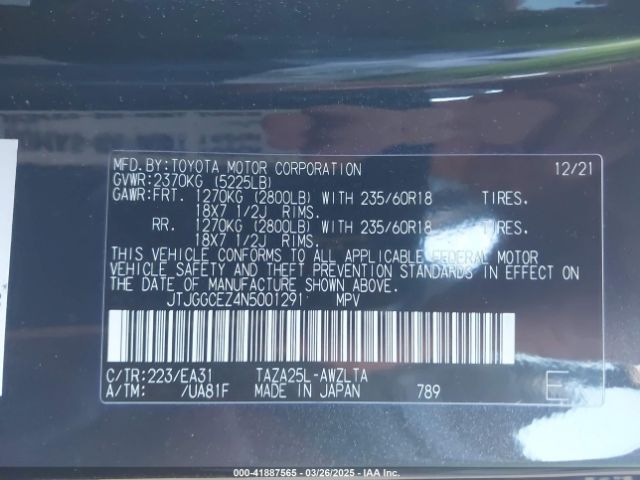 MFD.BY:TOYOTA MOTOR CORPORATION 12/21
GVWR:2370KG (5225LB)
GAWR:FRT. 1270KG (2800LB) WITH 235/60R18 TIRES.
18X7 1/2J RIMS.
RR. 1270KG (2800LB) WITH 235/60R18 TIRES.
18X7 1/2J RIMS.
THIS VEHICLE CONFORMS TO ALL APPLICABLE FEDERAL MOTOR
VEHICLE SAFETY AND THEFT PREVENTION STANDARDS IN EFFECT ON
THE DATE OF MANUFACTURE SHOWN ABOVE.
JTJGGCEZ4N5001291 MPV
C/TR:223/EA31 TAZA25L-AWZLTA
A/TM: /UA81F MADE IN JAPAN 789 E
000-41887565 — 03/26/2025 — IAA Inc.